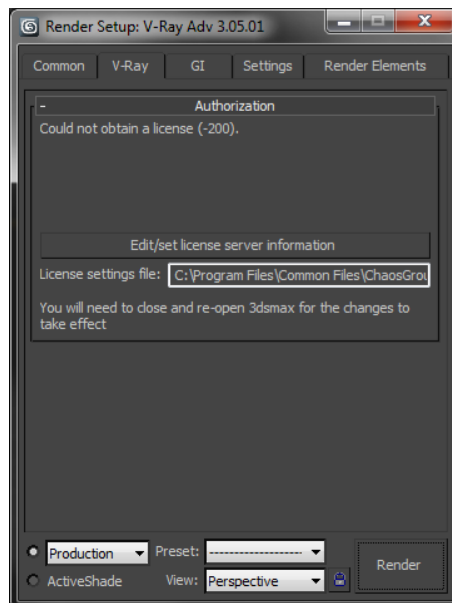 Render Setup: V-Ray Adv 3.05.01
Common V-Ray GI Settings Render Elements
- Authorization
Could not obtain a license (-200).
Edit/set license server information
License settings file: C:\Program Files\Common Files\ChaosGrou
You will need to close and re-open 3dsmax for the changes to
take effect
Production Preset: -------------------
Render
ActiveShade View: Perspective